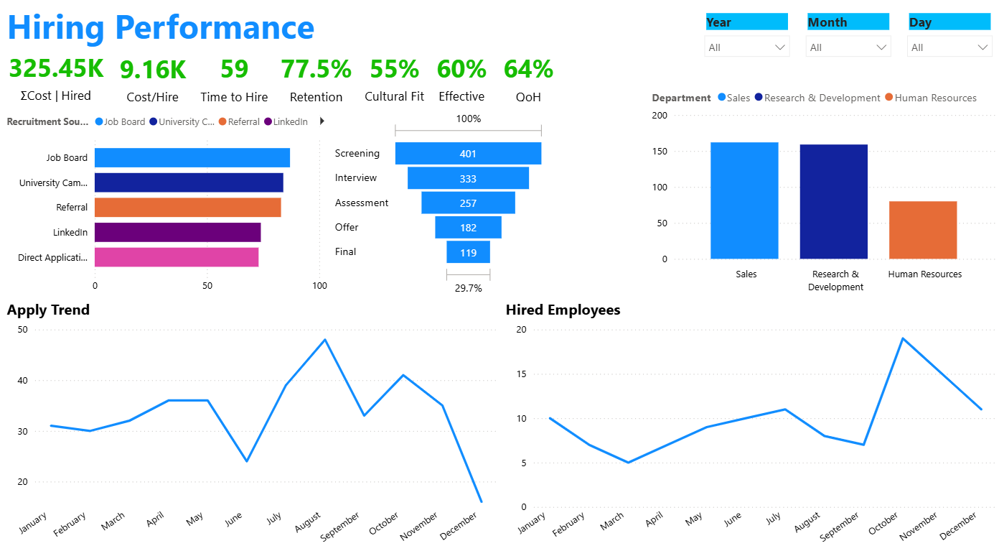 Hiring Performance
Year
Month
Day
All
All
All
325.45K
9.16K
59
77.5%
55%
60%
64%
ΣCost | Hired
Cost/Hire
Time to Hire
Retention
Cultural Fit
Effective
QoH
Recruitment Sou...
Job Board
University C...
Referral
LinkedIn
Job Board
University Cam...
Referral
LinkedIn
Direct Applicati...
0
50
100
100%
Screening
401
Interview
333
Assessment
257
Offer
182
Final
119
29.7%
Department
Sales
Research & Development
Human Resources
200
150
100
50
0
Sales
Research &
Development
Human Resources
Apply Trend
50
40
30
20
January
February
March
April
May
June
July
August
September
October
November
December
Hired Employees
20
15
10
5
0
January
February
March
April
May
June
July
August
September
October
November
December